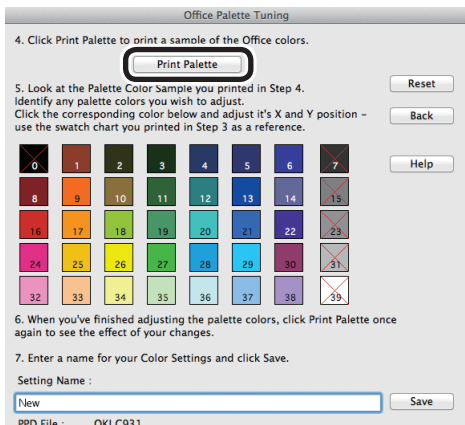 Office Palette Tuning
4. Click Print Palette to print a sample of the Office colors.
Print Palette
5. Look at the Palette Color Sample you printed in Step 4.
Reset
Identify any palette colors you wish to adjust.
Click the corresponding color below and adjust it's X and Y position –
Back
use the swatch chart you printed in Step 3 as a reference.
0 1 2 3 4 5 6 7
Help
8 9 10 11 12 13 14 15
16 17 18 19 20 21 22 23
24 25 26 27 28 29 30 31
32 33 34 35 36 37 38 39
6. When you've finished adjusting the palette colors, click Print Palette once
again to see the effect of your changes.
7. Enter a name for your Color Settings and click Save.
Setting Name :
New
Save
PPD File : OKLC931